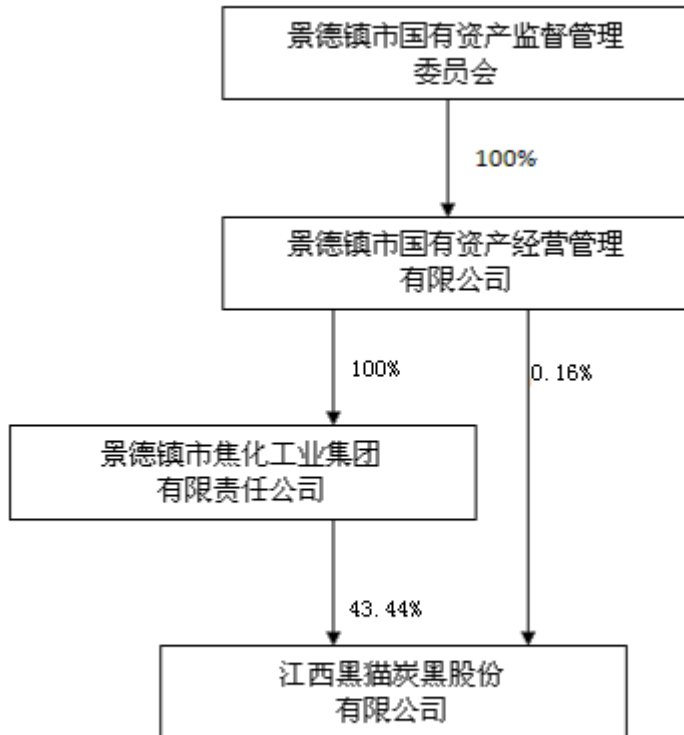 景德镇市国有资产监督管理
委员会
100%
景德镇市国有资产经营管理
有限公司
100%
0.16%
景德镇市焦化工业集团
有限责任公司
43.44%
江西黑猫炭黑股份
有限公司